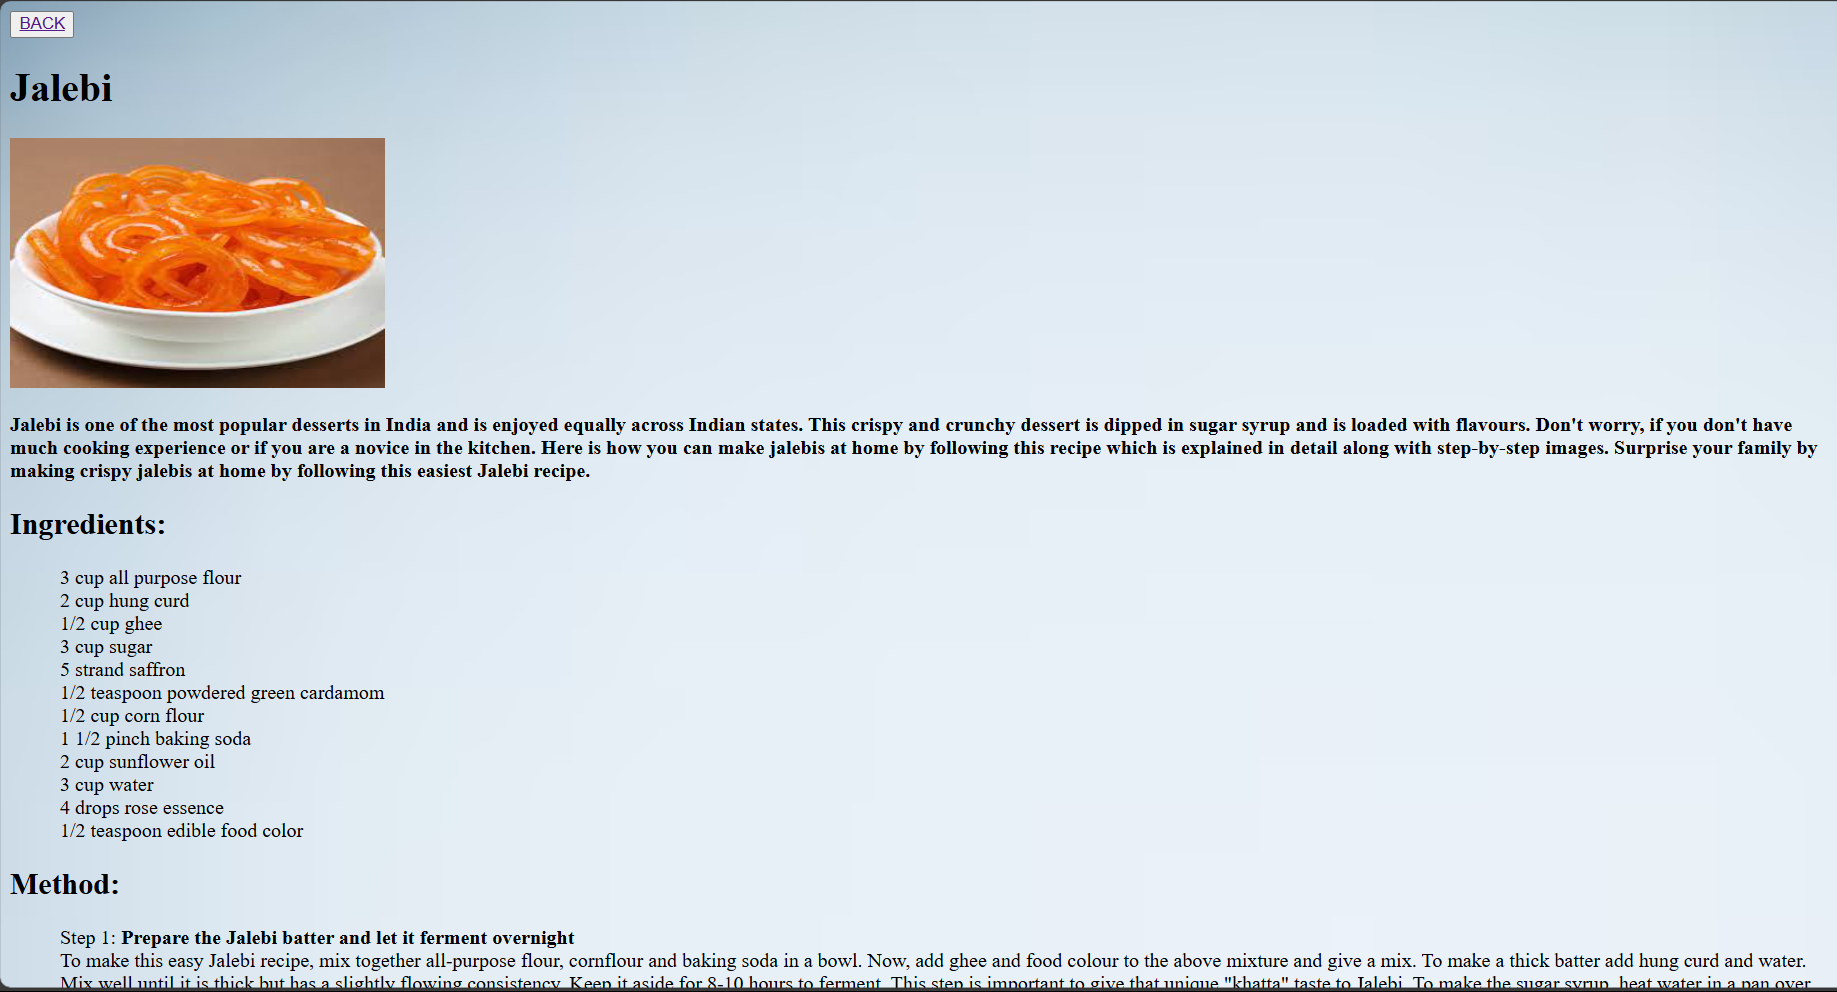 BACK
Jalebi
Jalebi is one of the most popular desserts in India and is enjoyed equally across Indian states. This crispy and crunchy dessert is dipped in sugar syrup and is loaded with flavours. Don't worry, if you don't have
much cooking experience or if you are a novice in the kitchen. Here is how you can make jalebis at home by following this recipe which is explained in detail along with step-by-step images. Surprise your family by
making crispy jalebis at home by following this easiest Jalebi recipe.
Ingredients:
3 cup all purpose flour
2 cup hung curd
1/2 cup ghee
3 cup sugar
5 strand saffron
1/2 teaspoon powdered green cardamom
1/2 cup corn flour
1 1/2 pinch baking soda
2 cup sunflower oil
3 cup water
4 drops rose essence
1/2 teaspoon edible food color
Method:
Step 1: Prepare the Jalebi batter and let it ferment overnight
To make this easy Jalebi recipe, mix together all-purpose flour, cornflour and baking soda in a bowl. Now, add ghee and food colour to the above mixture and give a mix. To make a thick batter add hung curd and water.
Mix well until it is thick but has a slightly flowing consistency. Keep it aside for 8-10 hours to ferment. This step is important to give that unique "khatta" taste to Jalebi. To make the sugar syrup, heat water in a pan over